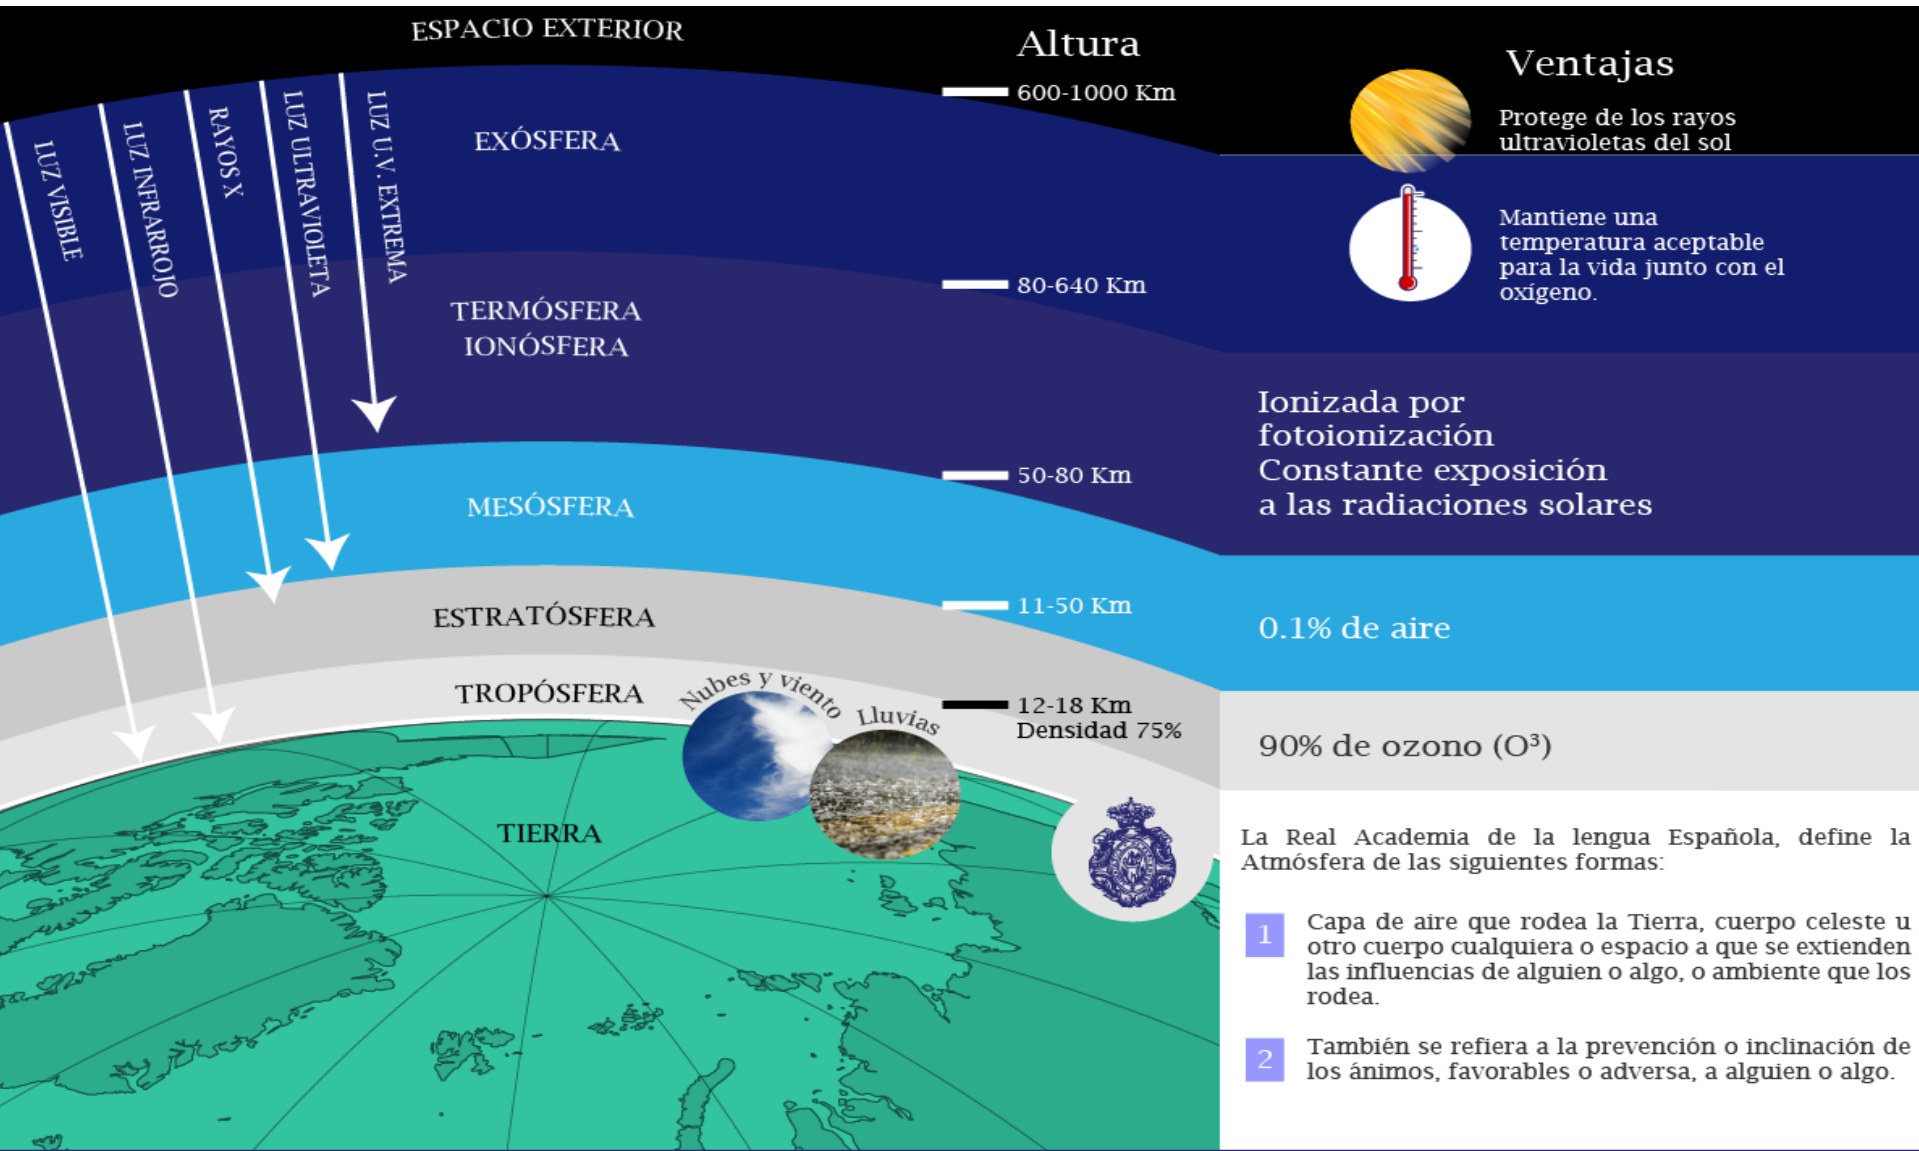 ESPACIO EXTERIOR
LUZ VISIBLE
LUZ INFRARROJO
RAYOS X
LUZ ULTRAVIOLETA
LUZ U.V. EXTREMA
EXÓSFERA
TERMÓSFERA
IONÓSFERA
MESÓSFERA
ESTRATÓSFERA
TROPÓSFERA
Nubes y viento
Lluvias
TIERRA
Altura
600-1000 Km
80-640 Km
50-80 Km
11-50 Km
12-18 Km
Densidad 75%
Ventajas
Protege de los rayos
ultravioletas del sol
Mantiene una
temperatura aceptable
para la vida junto con el
oxígeno.
Ionizada por
fotoionización
Constante exposición
a las radiaciones solares
0.1% de aire
90% de ozono (O³)
La Real Academia de la lengua Española, define la
Atmósfera de las siguientes formas:
1 Capa de aire que rodea la Tierra, cuerpo celeste u
otro cuerpo cualquiera o espacio a que se extienden
las influencias de alguien o algo, o ambiente que los
rodea.
2 También se refiera a la prevención o inclinación de
los ánimos, favorables o adversa, a alguien o algo.